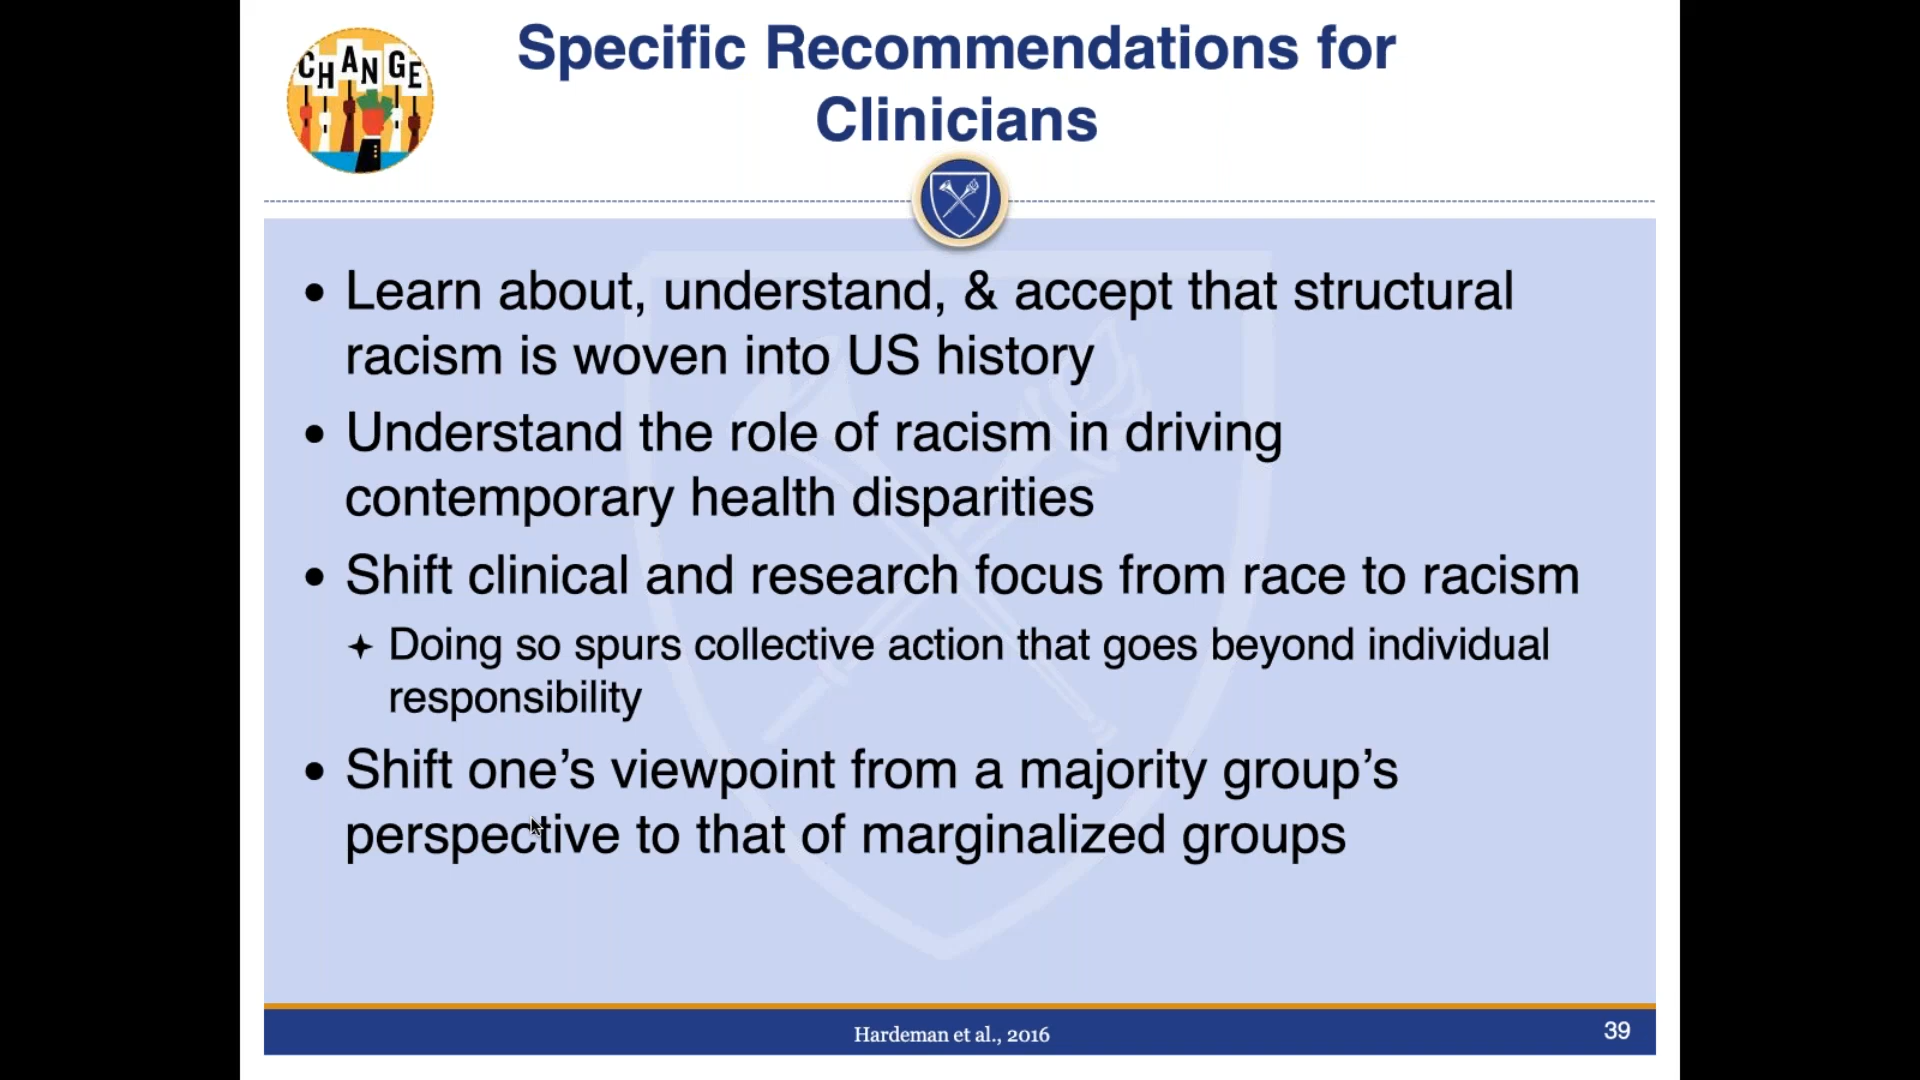 CHANGE
Specific Recommendations for
Clinicians
• Learn about, understand, & accept that structural
racism is woven into US history
• Understand the role of racism in driving
contemporary health disparities
• Shift clinical and research focus from race to racism
✦ Doing so spurs collective action that goes beyond individual
responsibility
• Shift one’s viewpoint from a majority group’s
perspective to that of marginalized groups
Hardeman et al., 2016
39